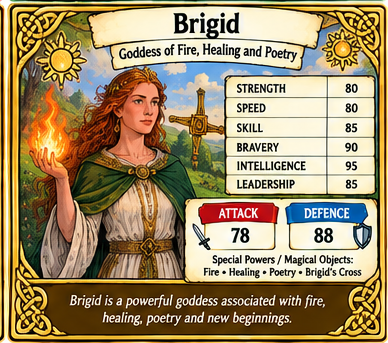 Brigid
Goddess of Fire, Healing and Poetry
STRENGTH 80
SPEED 80
SKILL 85
BRAVERY 90
INTELLIGENCE 95
LEADERSHIP 85
ATTACK DEFENCE
78 88
Special Powers / Magical Objects:
Fire • Healing • Poetry • Brigid's Cross
Brigid is a powerful goddess associated with fire,
healing, poetry and new beginnings.